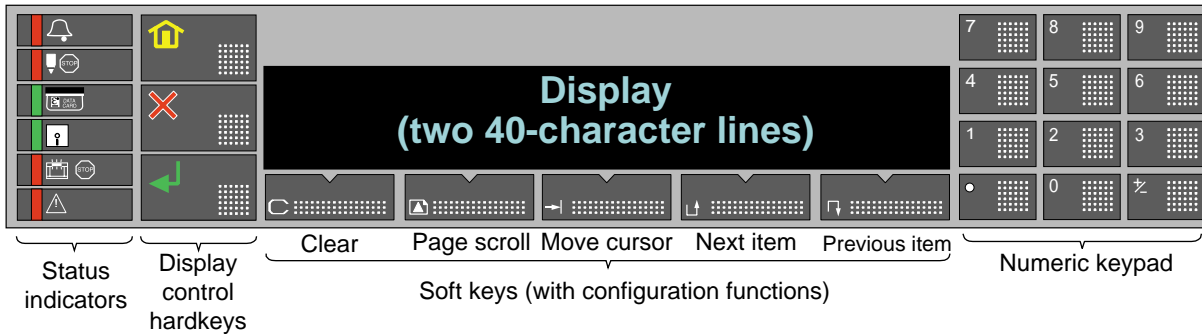 7 8 9
STOP
Display
(two 40-character lines)
4 5 6
DATA
CARD
1 2 3
STOP
0 +/-
Clear Page scroll Move cursor Next item Previous item
Status
indicators
Display
control
hardkeys
Soft keys (with configuration functions)
Numeric keypad